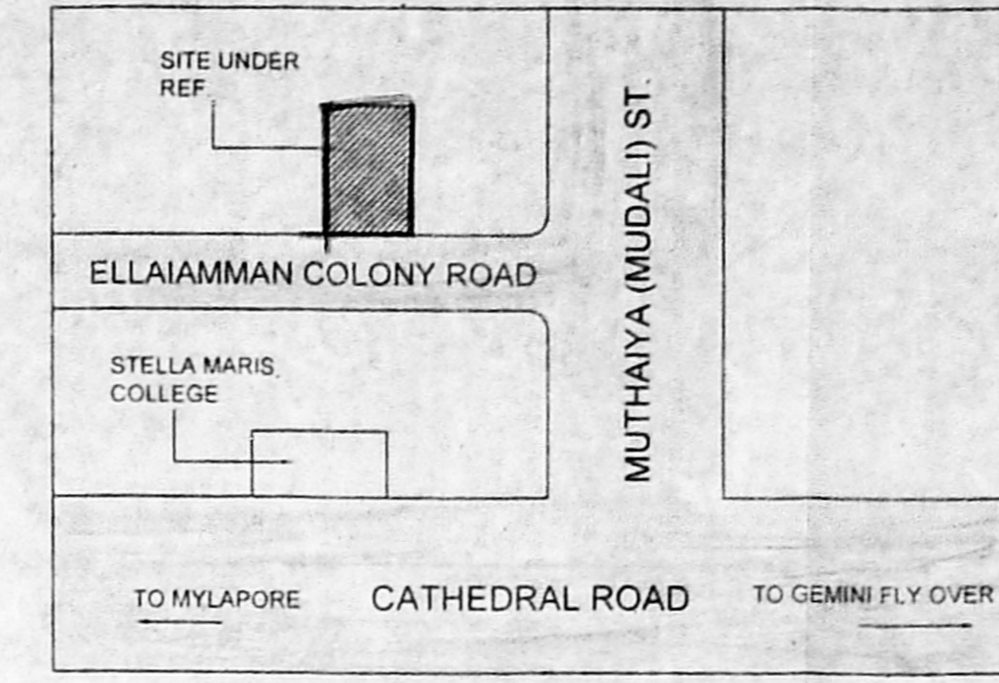 SITE UNDER
REF.
ELLAIAMMAN COLONY ROAD
MUTHAIYA (MUDALI) ST.
STELLA MARIS
COLLEGE
TO MYLAPORE
CATHEDRAL ROAD
TO GEMINI FLY OVER